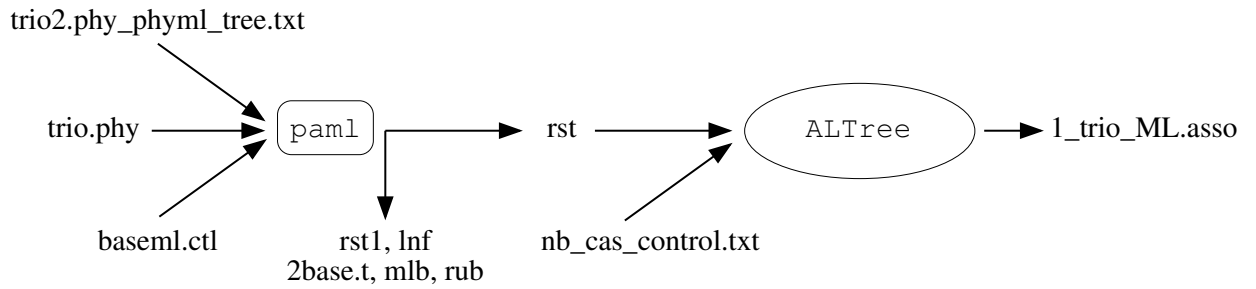 trio2.phy_phyml_tree.txt
trio.phy
paml
rst
ALTree
1_trio_ML.asso
baseml.ctl
rst1, lnf
2base.t, mlb, rub
nb_cas_control.txt